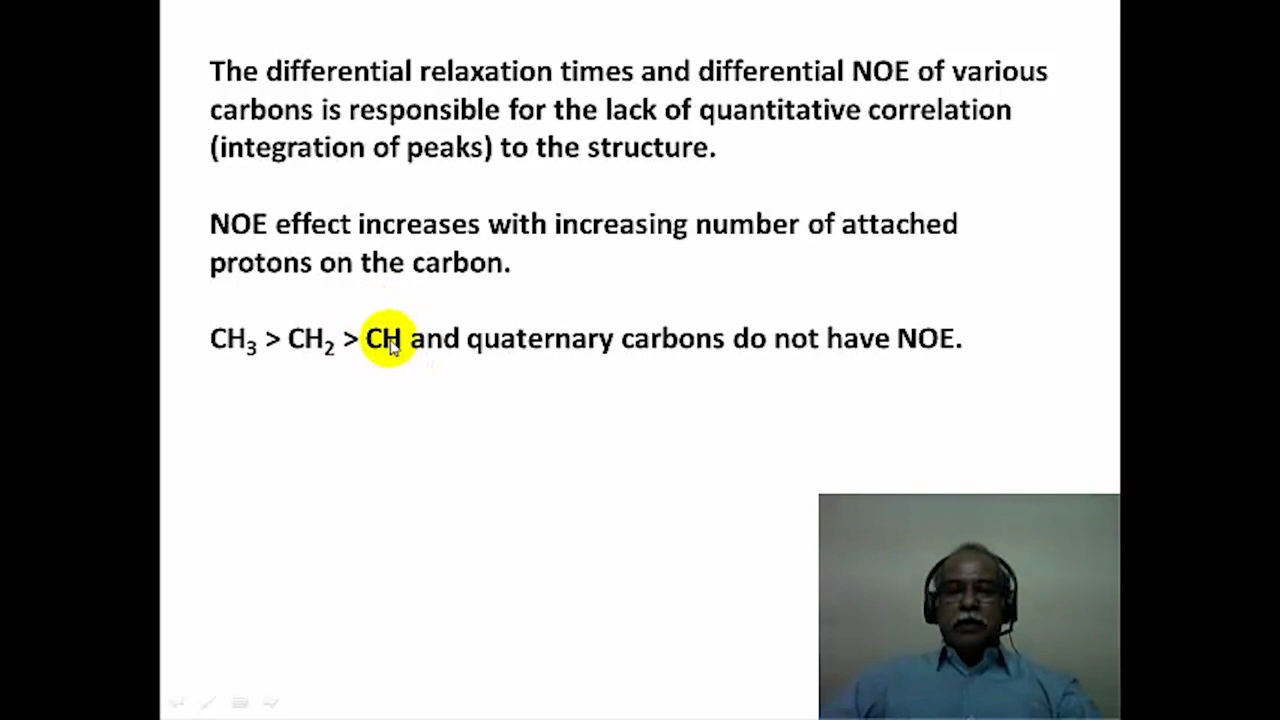 The differential relaxation times and differential NOE of various
carbons is responsible for the lack of quantitative correlation
(integration of peaks) to the structure.
NOE effect increases with increasing number of attached
protons on the carbon.
CH₃ > CH₂ > CH and quaternary carbons do not have NOE.